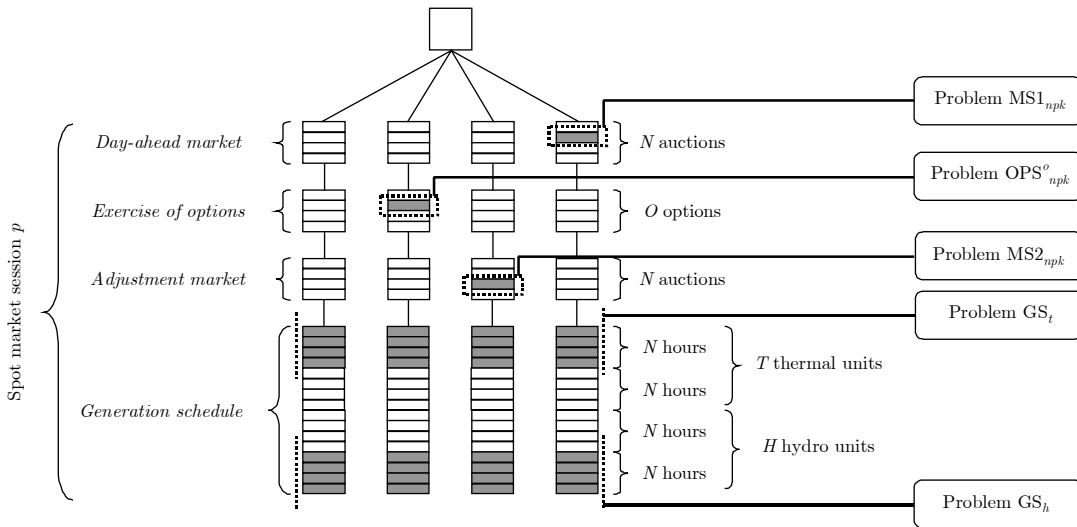 Problem MS1npk
Day-ahead market
N auctions
Problem OPSonpk
Exercise of options
O options
Problem MS2npk
Adjustment market
N auctions
Problem GSt
Spot market session p
N hours
T thermal units
N hours
Generation schedule
N hours
H hydro units
N hours
Problem GSh